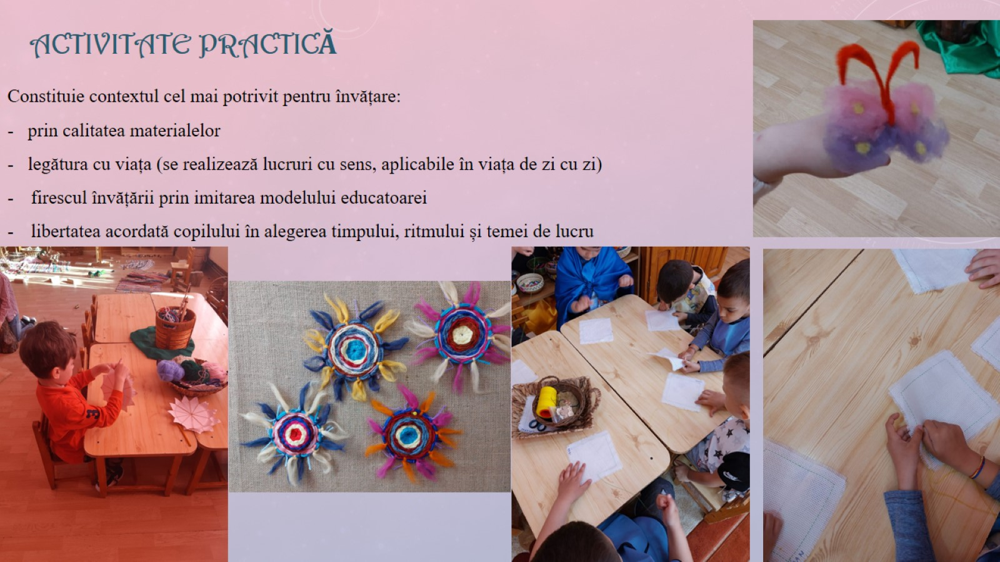 ACTIVITATE PRACTICĂ
Constituie contextul cel mai potrivit pentru învățare:
- prin calitatea materialelor
- legătura cu viața (se realizează lucruri cu sens, aplicabile în viața de zi cu zi)
- firescul învățării prin imitarea modelului educatoarei
- libertatea acordată copilului în alegerea timpului, ritmului și temei de lucru